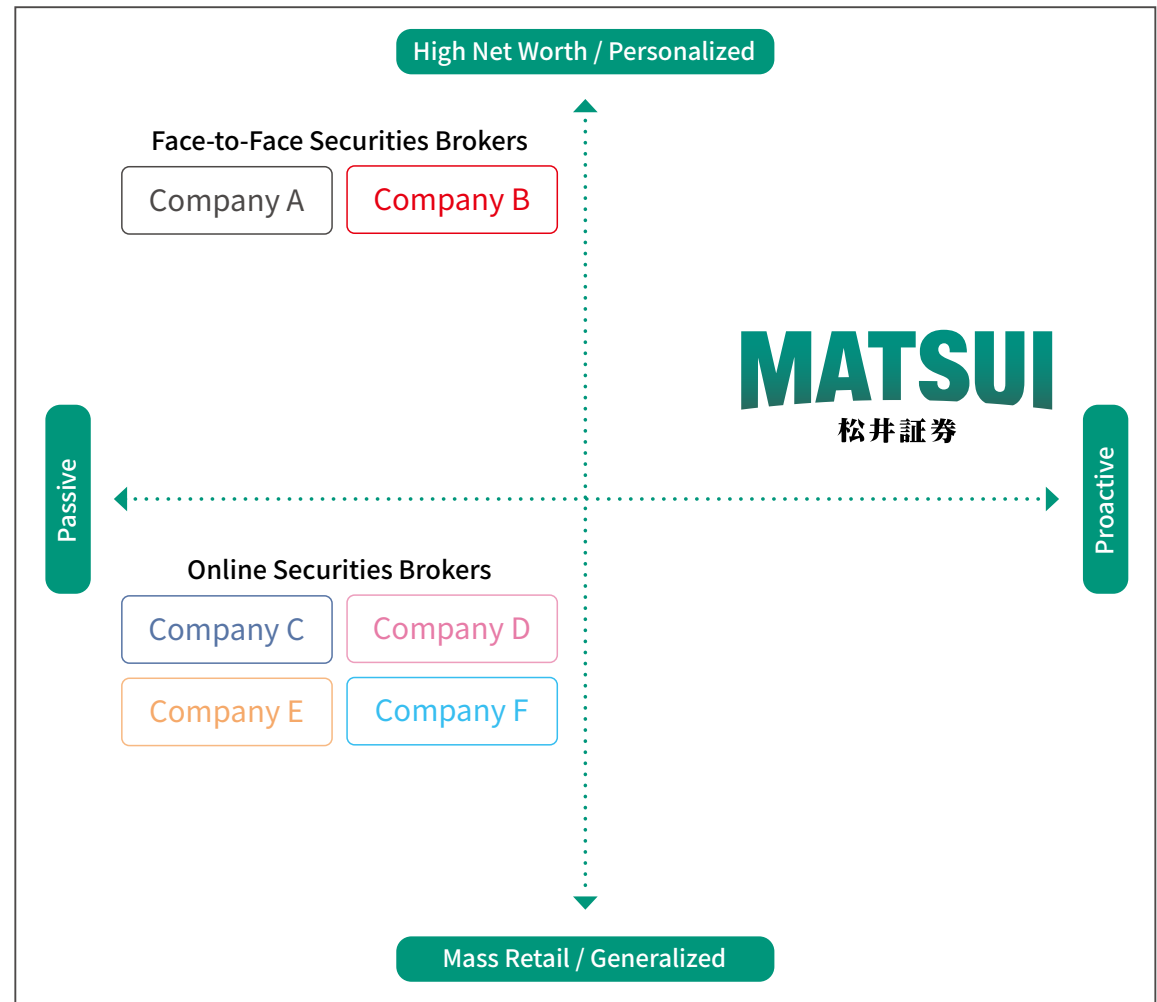 High Net Worth / Personalized
Face-to-Face Securities Brokers
Company A
Company B
MATSUI
松井証券
Passive
Proactive
Online Securities Brokers
Company C
Company D
Company E
Company F
Mass Retail / Generalized